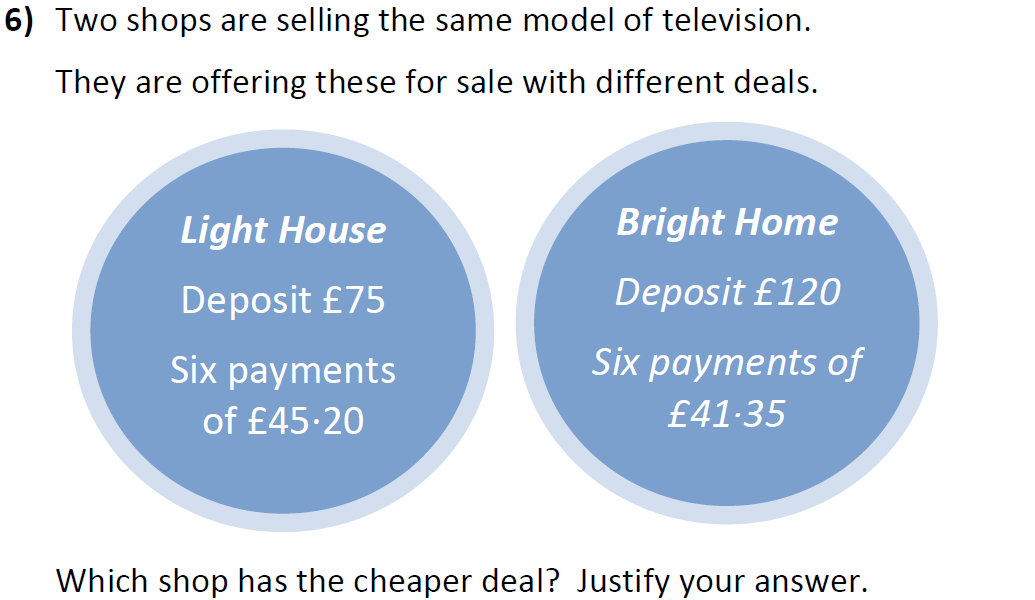 6) Two shops are selling the same model of television.
They are offering these for sale with different deals.
Light House
Deposit £75
Six payments
of £45·20
Bright Home
Deposit £120
Six payments of
£41·35
Which shop has the cheaper deal? Justify your answer.